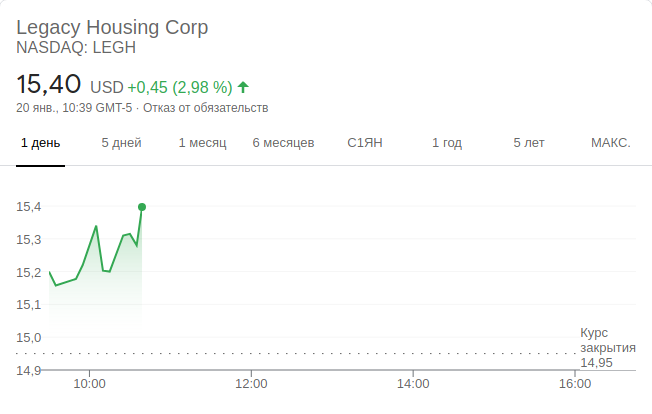 Legacy Housing Corp
NASDAQ: LEGH
15,40 USD +0,45 (2,98 %)
20 янв., 10:39 GMT-5 · Отказ от обязательств
1 день 5 дней 1 месяц 6 месяцев С1ЯН 1 год 5 лет МАКС.
15,4
15,3
15,2
15,1
15,0
Курс
закрытия
14,95
14,9
10:00 12:00 14:00 16:00